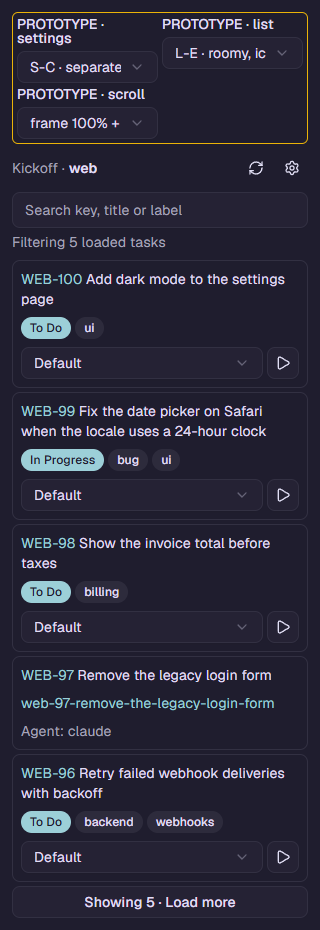 PROTOTYPE · settings
S-C · separate
PROTOTYPE · list
L-E · roomy, ic
PROTOTYPE · scroll
frame 100% +
Kickoff · web
Search key, title or label
Filtering 5 loaded tasks
WEB-100 Add dark mode to the settings
page
To Do ui
Default
WEB-99 Fix the date picker on Safari
when the locale uses a 24-hour clock
In Progress bug ui
Default
WEB-98 Show the invoice total before
taxes
To Do billing
Default
WEB-97 Remove the legacy login form
web-97-remove-the-legacy-login-form
Agent: claude
WEB-96 Retry failed webhook deliveries
with backoff
To Do backend webhooks
Default
Showing 5 · Load more